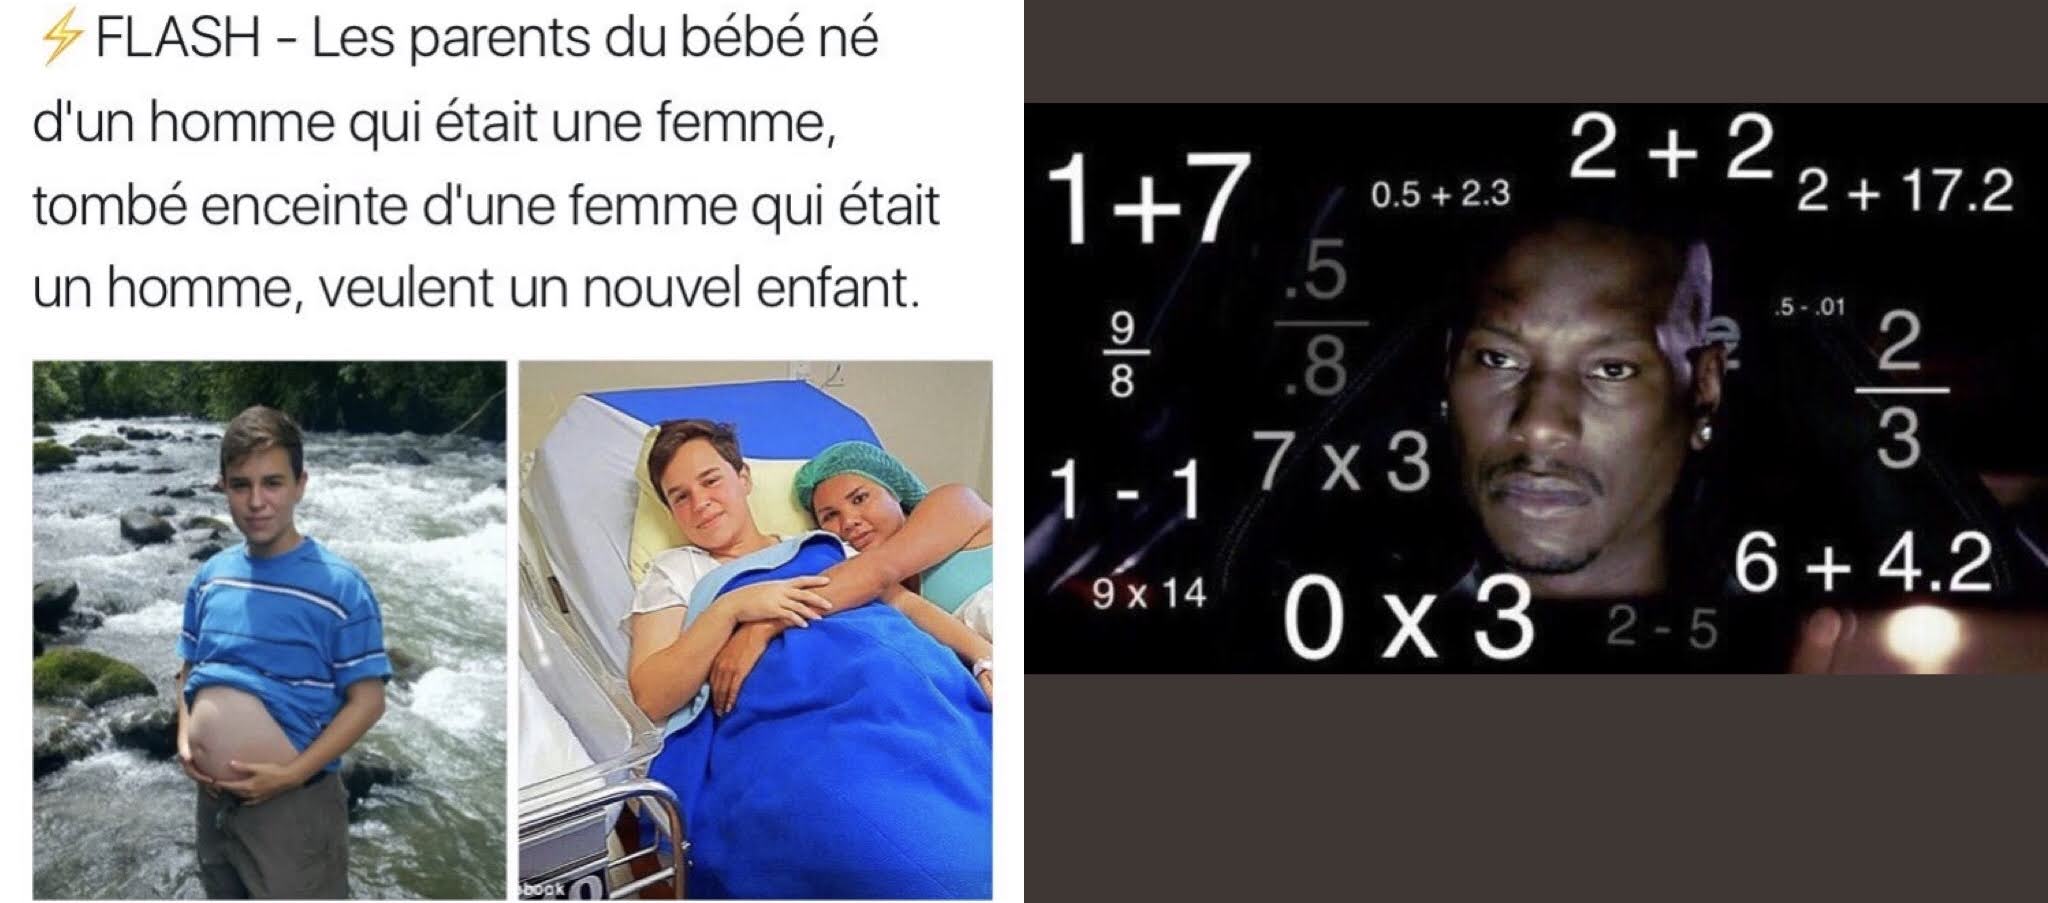 ⚡FLASH - Les parents du bébé né
d'un homme qui était une femme,
tombé enceinte d'une femme qui était
un homme, veulent un nouvel enfant.
book
1+7
0.5 + 2.3
2 + 2
2 + 17.2
.5
.8
9
8
.5 - .01
2
3
7 x 3
1 - 1
9 x 14
0 x 3
2 - 5
6 + 4.2